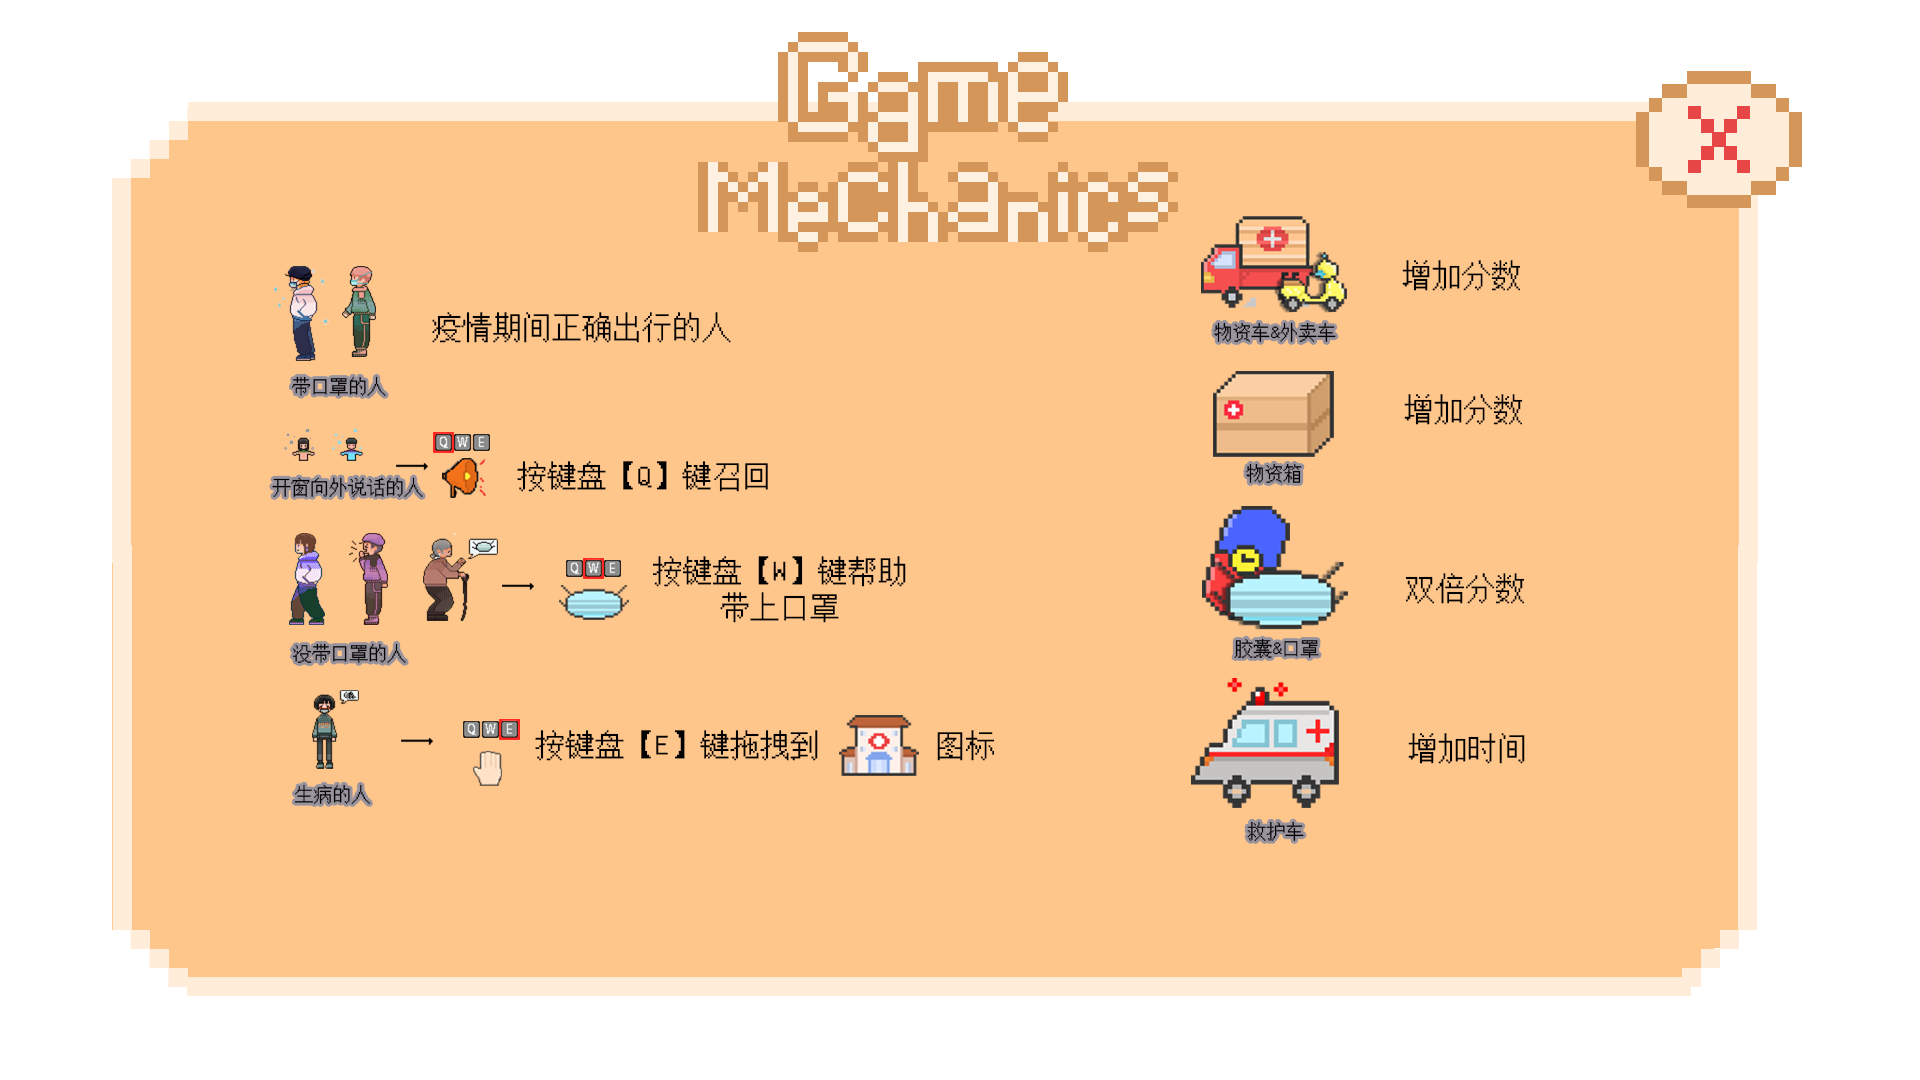 Game
MeChanics
疫情期间正确出行的人
带口罩的人
Q W E
按键盘【Q】键召回
开窗向外说话的人
Q W E
按键盘【W】键帮助
带上口罩
没带口罩的人
Q W E
按键盘【E】键拖拽到 图标
生病的人
增加分数
物资车&外卖车
增加分数
物资箱
双倍分数
胶囊&口罩
增加时间
救护车